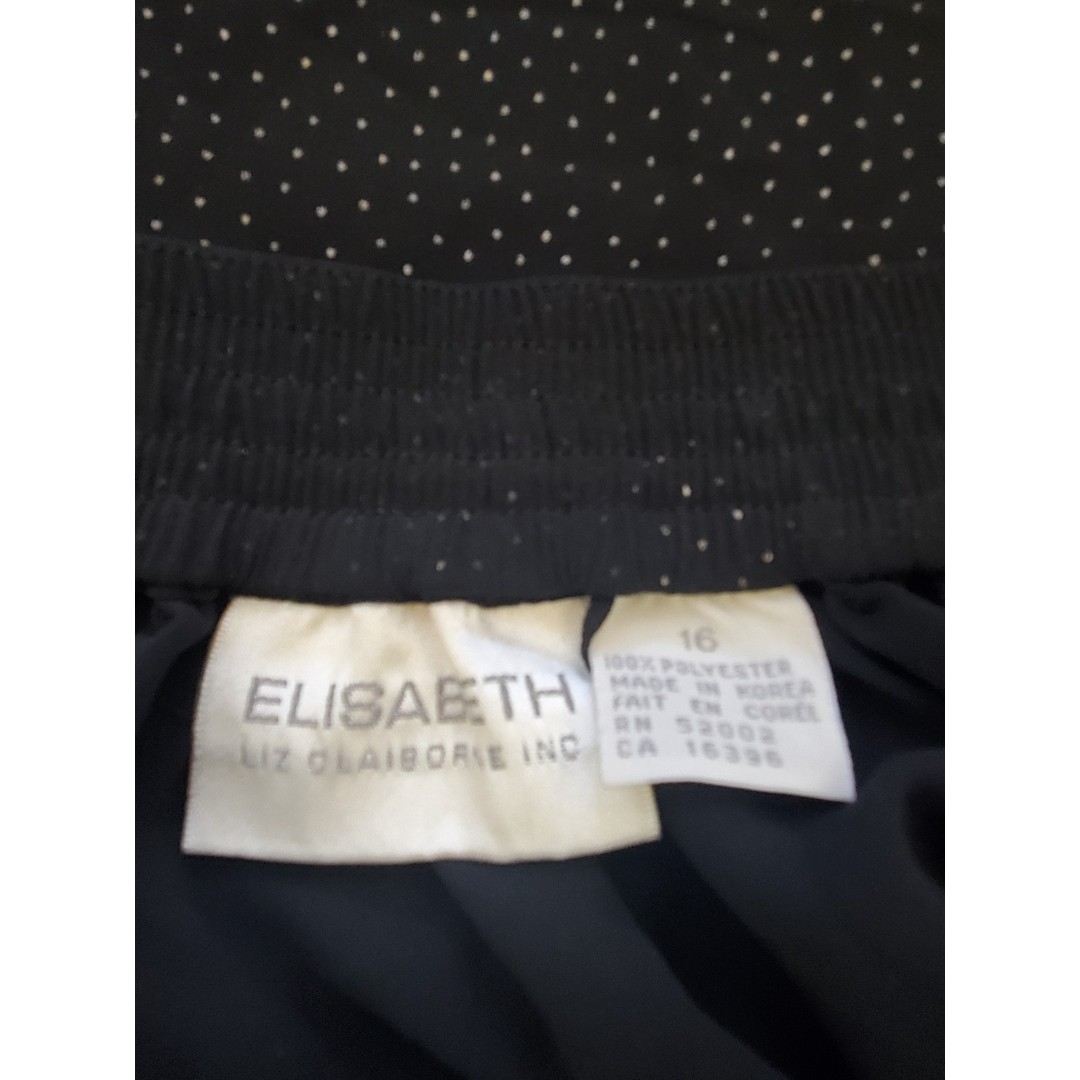 ELISABETH
LIZ CLAIBORNE INC
16
100% POLYESTER
MADE IN KOREA
FAIT EN CORÉE
RN 52002
CA 16396